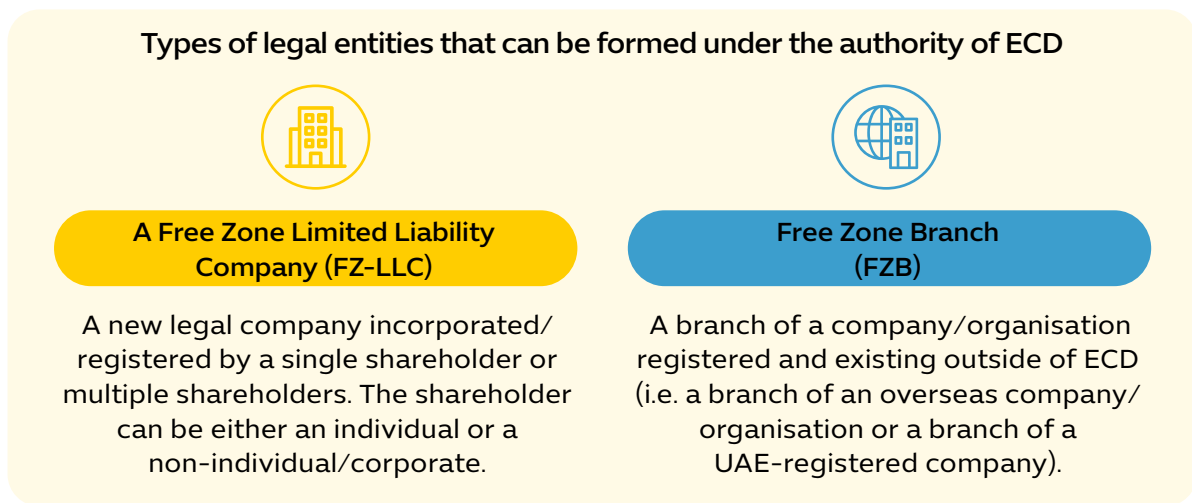 Types of legal entities that can be formed under the authority of ECD
A Free Zone Limited Liability
Company (FZ-LLC)
A new legal company incorporated/
registered by a single shareholder or
multiple shareholders. The shareholder
can be either an individual or a
non-individual/corporate.
Free Zone Branch
(FZB)
A branch of a company/organisation
registered and existing outside of ECD
(i.e. a branch of an overseas company/
organisation or a branch of a
UAE-registered company).